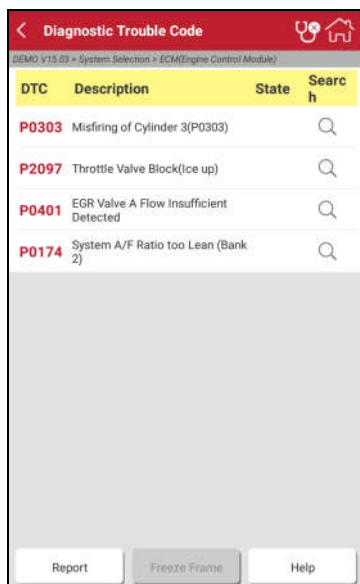 Diagnostic Trouble Code
DEMO V15.03 > System Selection > ECM(Engine Control Module)
DTC Description State Searc
h
P0303 Misfiring of Cylinder 3(P0303)
P2097 Throttle Valve Block(Ice up)
P0401 EGR Valve A Flow Insufficient
Detected
P0174 System A/F Ratio too Lean (Bank
2)
Report Freeze Frame Help